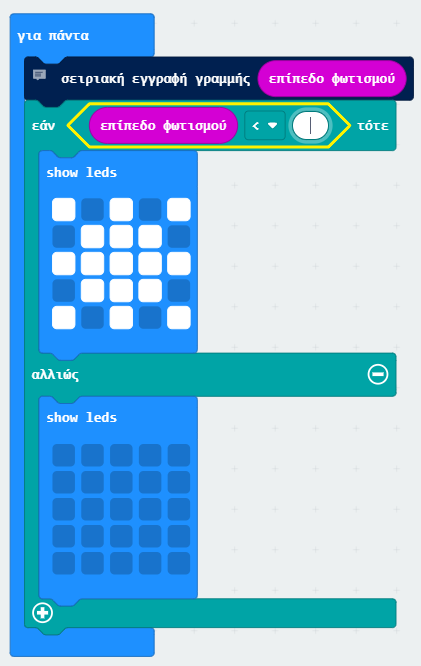 για πάντα
σειριακή εγγραφή γραμμής επίπεδο φωτισμού
εάν επίπεδο φωτισμού < τότε
show leds
αλλιώς
show leds